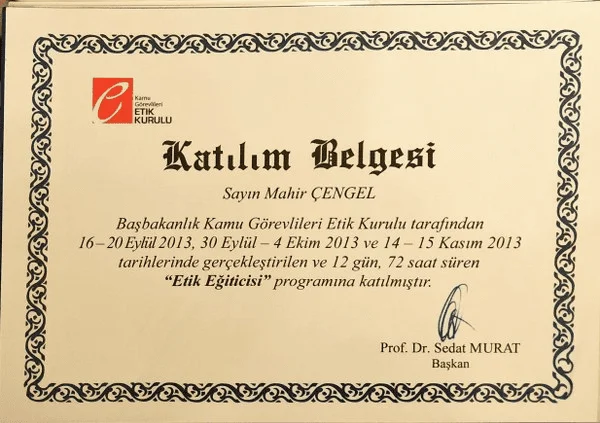 Kamu
Görevlileri
ETİK
KURULU
Katılım Belgesi
Sayın Mahir ÇENGEL
Başbakanlık Kamu Görevlileri Etik Kurulu tarafından
16–20 Eylül 2013, 30 Eylül – 4 Ekim 2013 ve 14 – 15 Kasım 2013
tarihlerinde gerçekleştirilen ve 12 gün, 72 saat süren
“Etik Eğiticisi” programına katılmıştır.
Prof. Dr. Sedat MURAT
Başkan